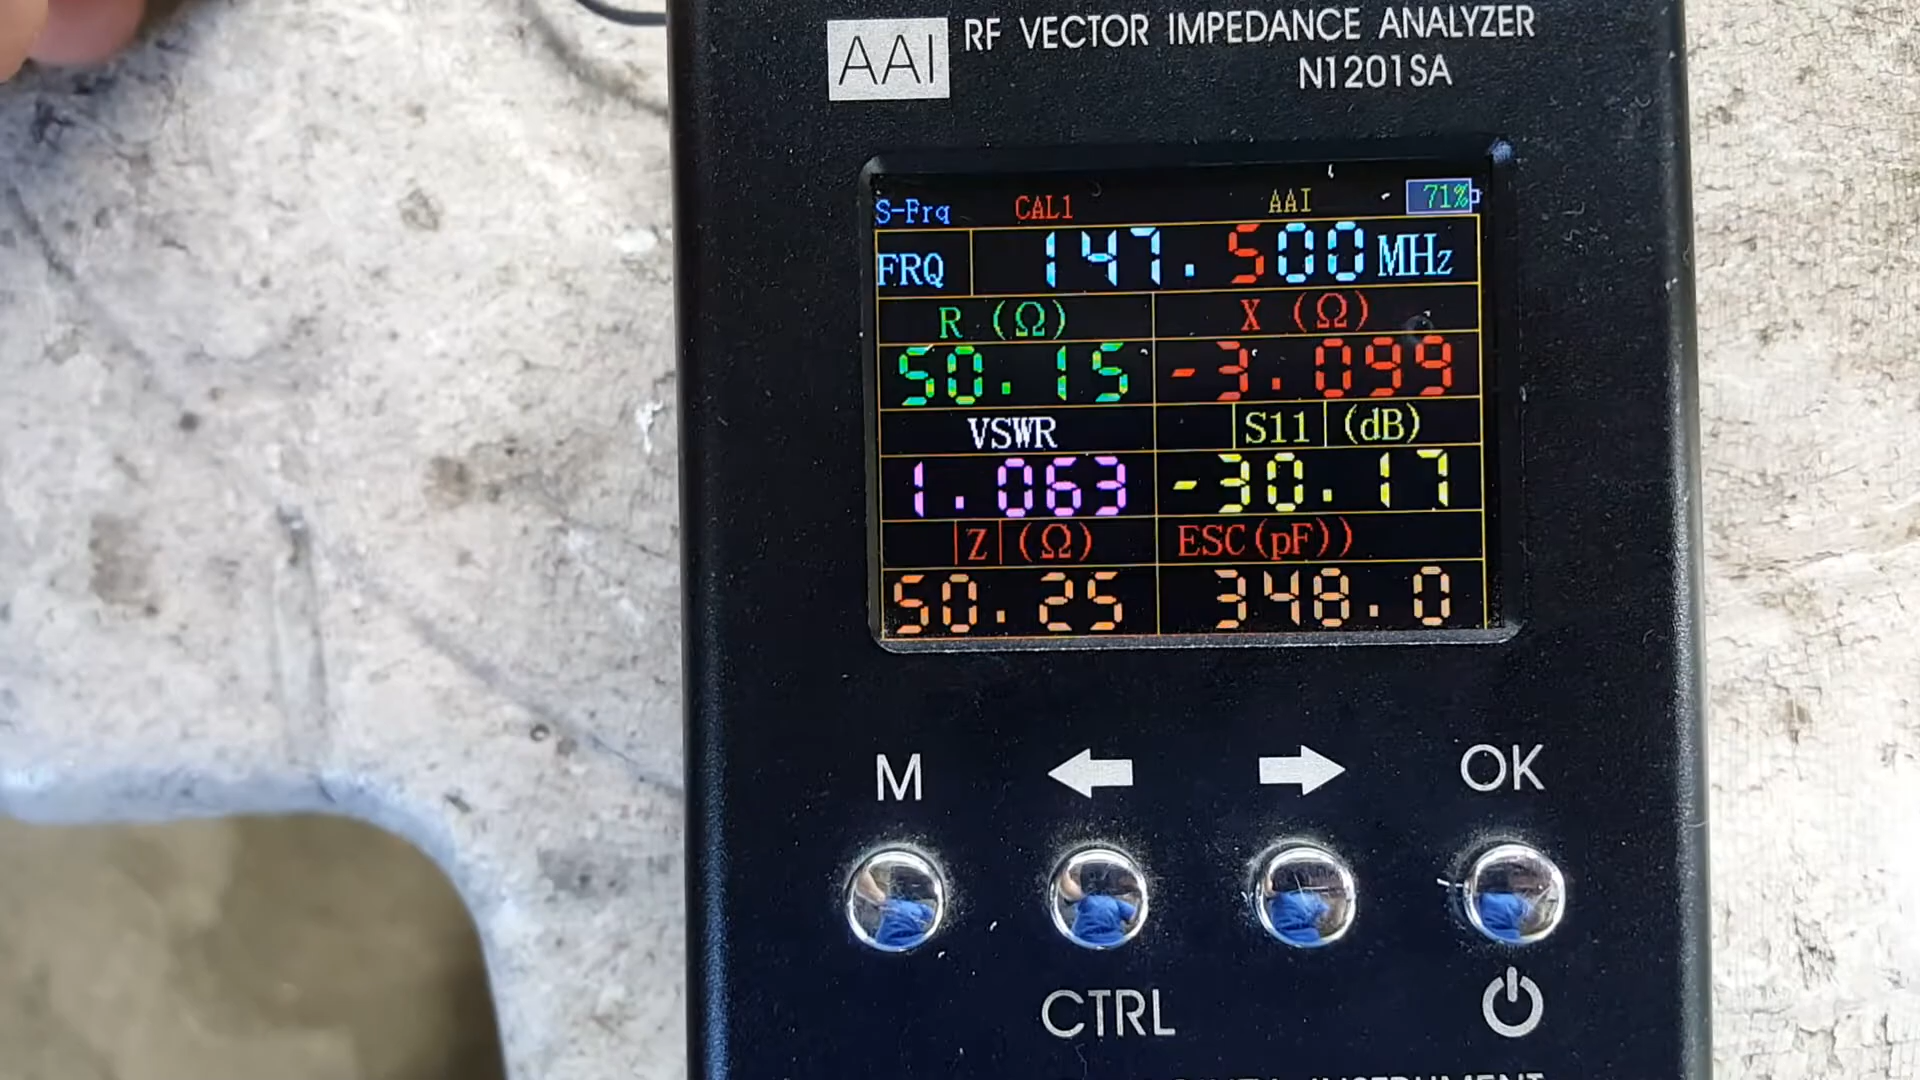 AAI RF VECTOR IMPEDANCE ANALYZER
N1201SA
S-Frq CAL1 AAI 71%
FRQ 147.500 MHz
R (Ω) X (Ω)
50.15 -3.099
VSWR |S11| (dB)
1.063 -30.17
|Z| (Ω) ESC(pF))
50.25 348.0
M OK
CTRL
INSTRUMENT